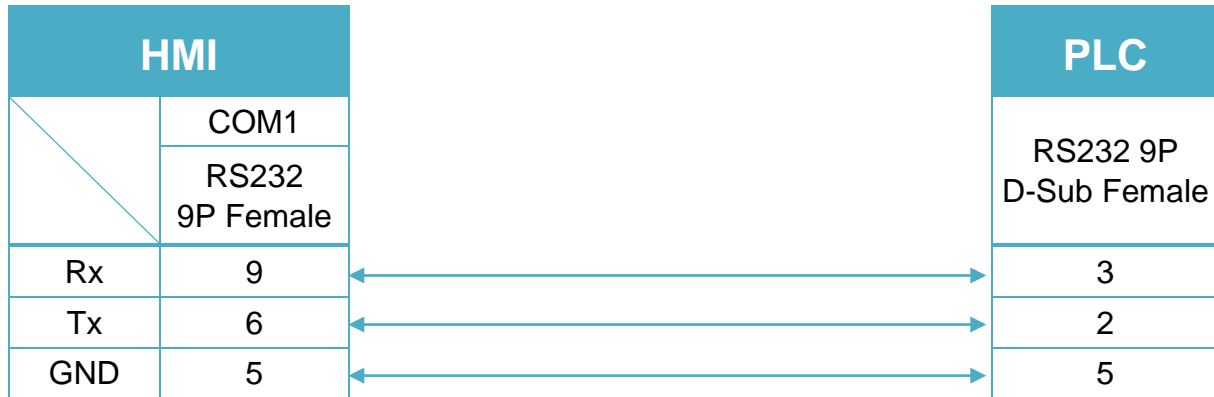 HMI
PLC
COM1
RS232
9P Female
RS232 9P
D-Sub Female
Rx 9 3
Tx 6 2
GND 5 5